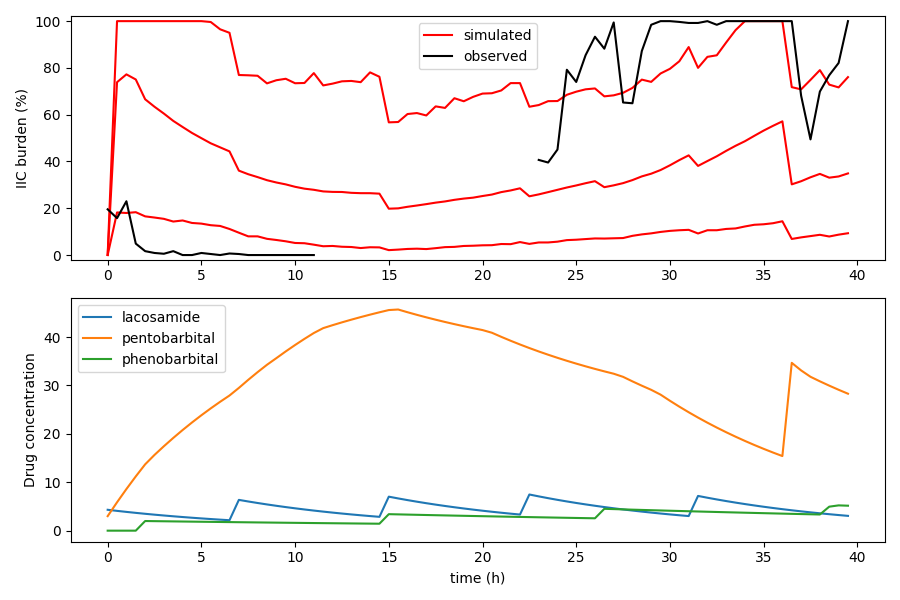 100
80
60
40
20
0
IIC burden (%)
simulated
observed
0 5 10 15 20 25 30 35 40
40
30
20
10
0
Drug concentration
lacosamide
pentobarbital
phenobarbital
0 5 10 15 20 25 30 35 40
time (h)